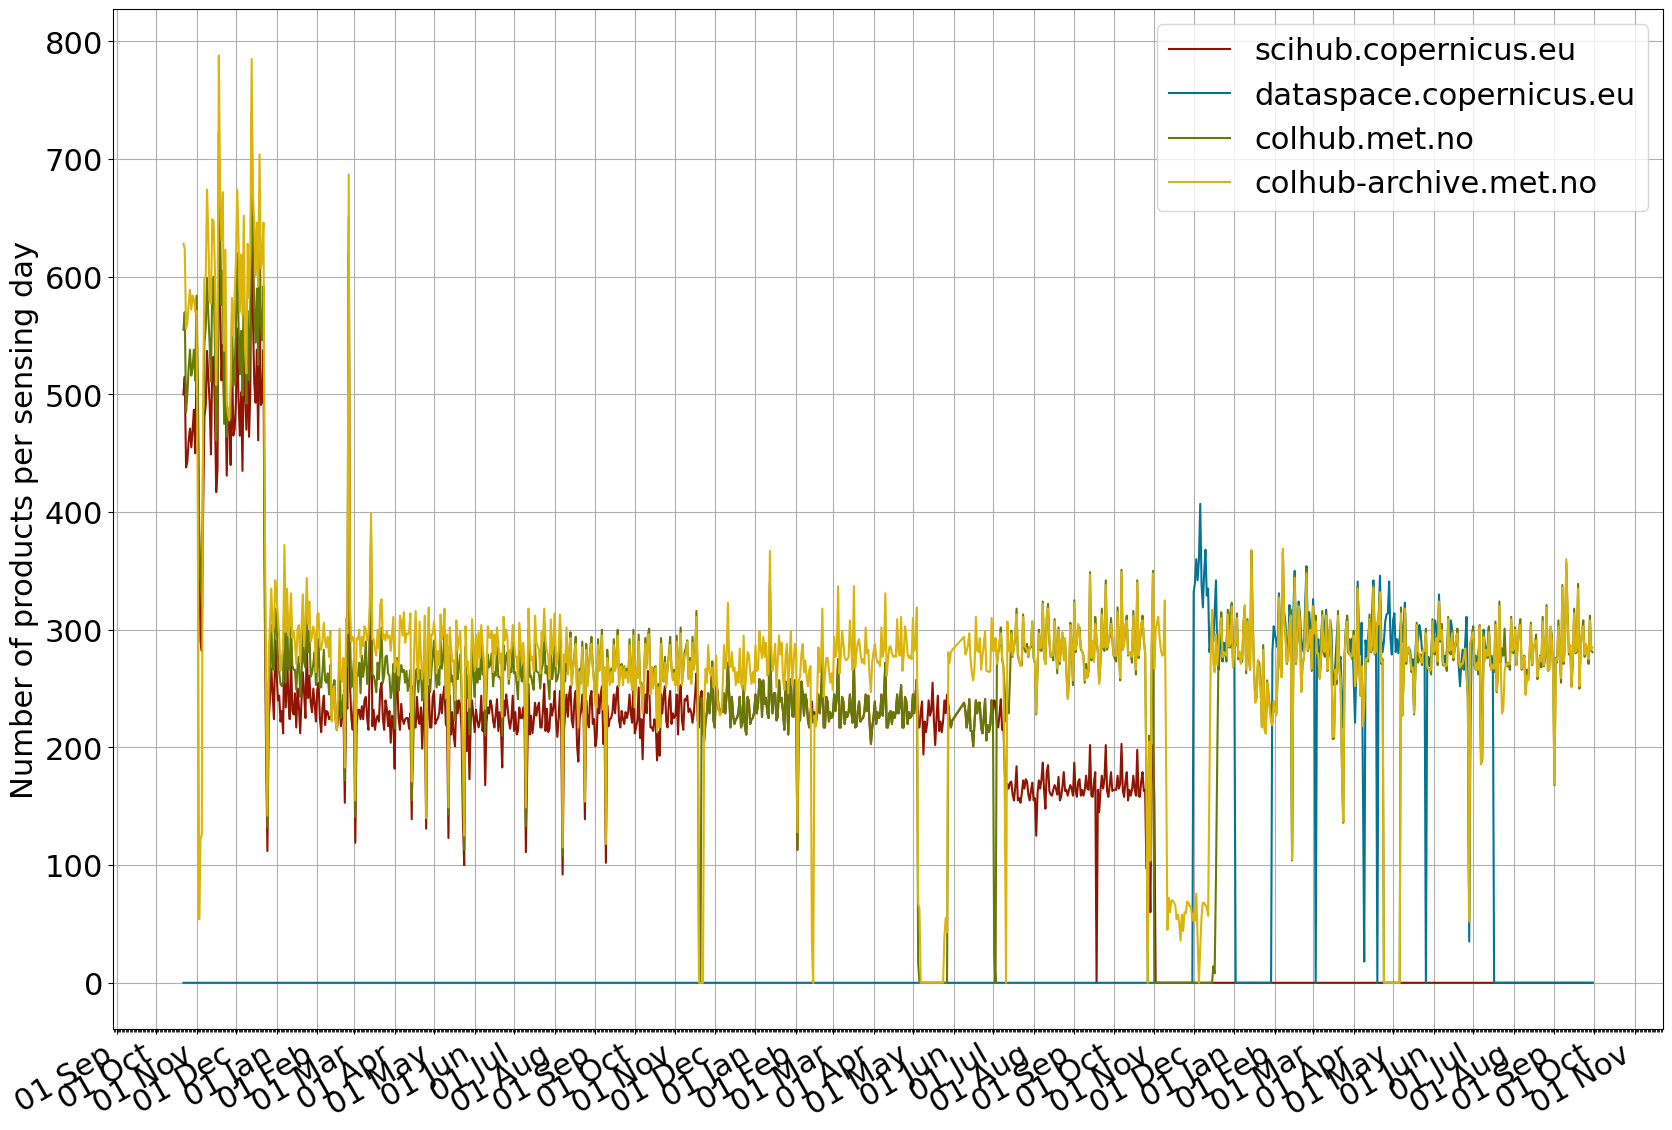 Number of products per sensing day
800
700
600
500
400
300
200
100
0
scihub.copernicus.eu
dataspace.copernicus.eu
colhub.met.no
colhub-archive.met.no
01 Sep
01 Oct
01 Nov
01 Dec
01 Jan
01 Feb
01 Mar
01 Apr
01 May
01 Jun
01 Jul
01 Aug
01 Sep
01 Oct
01 Nov
01 Dec
01 Jan
01 Feb
01 Mar
01 Apr
01 May
01 Jun
01 Jul
01 Aug
01 Sep
01 Oct
01 Nov
01 Dec
01 Jan
01 Feb
01 Mar
01 Apr
01 May
01 Jun
01 Jul
01 Aug
01 Sep
01 Oct
01 Nov